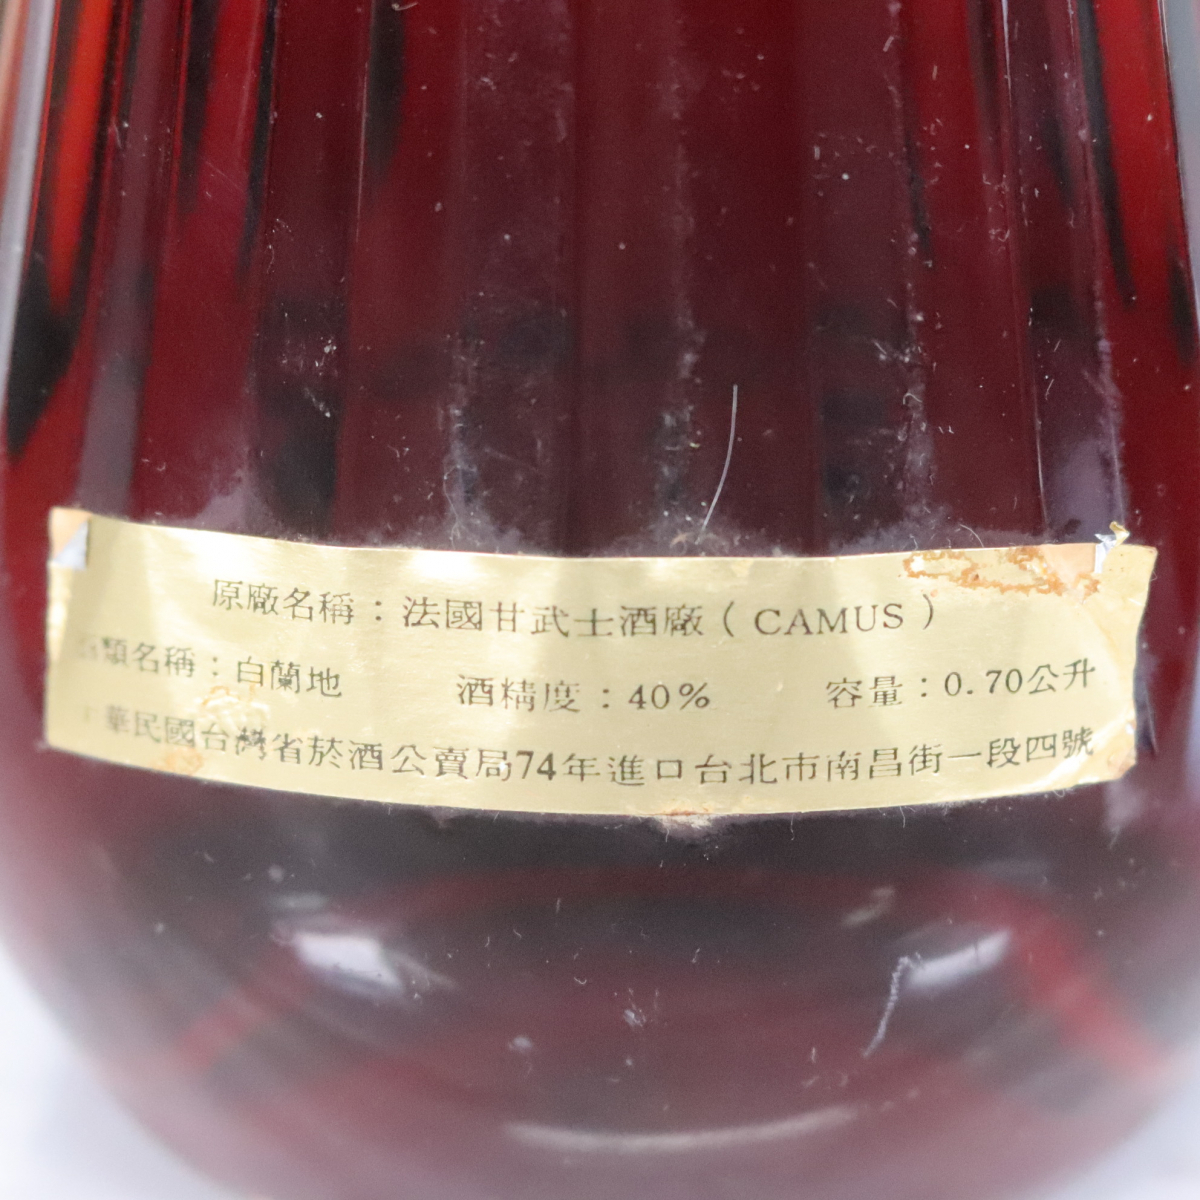 原廠名稱：法國甘武士酒廠（CAMUS）
類名稱：白蘭地 酒精度：40% 容量：0.70公升
華民國台灣省菸酒公賣局74年進口台北市南昌街一段四號